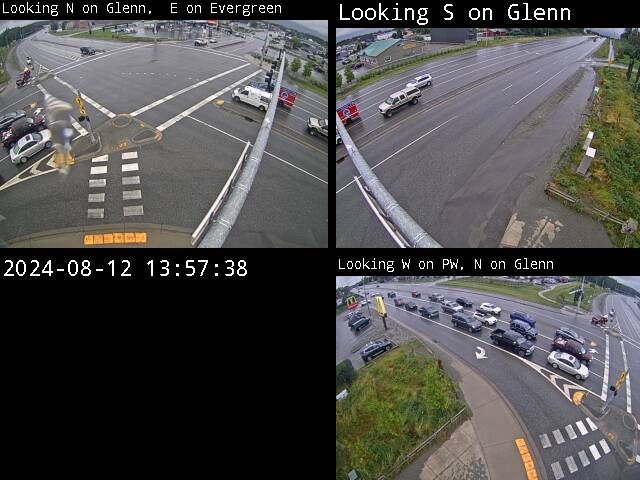 Looking N on Glenn, E on Evergreen
Looking S on Glenn
2024-08-12 13:57:38
Looking W on PW, N on Glenn